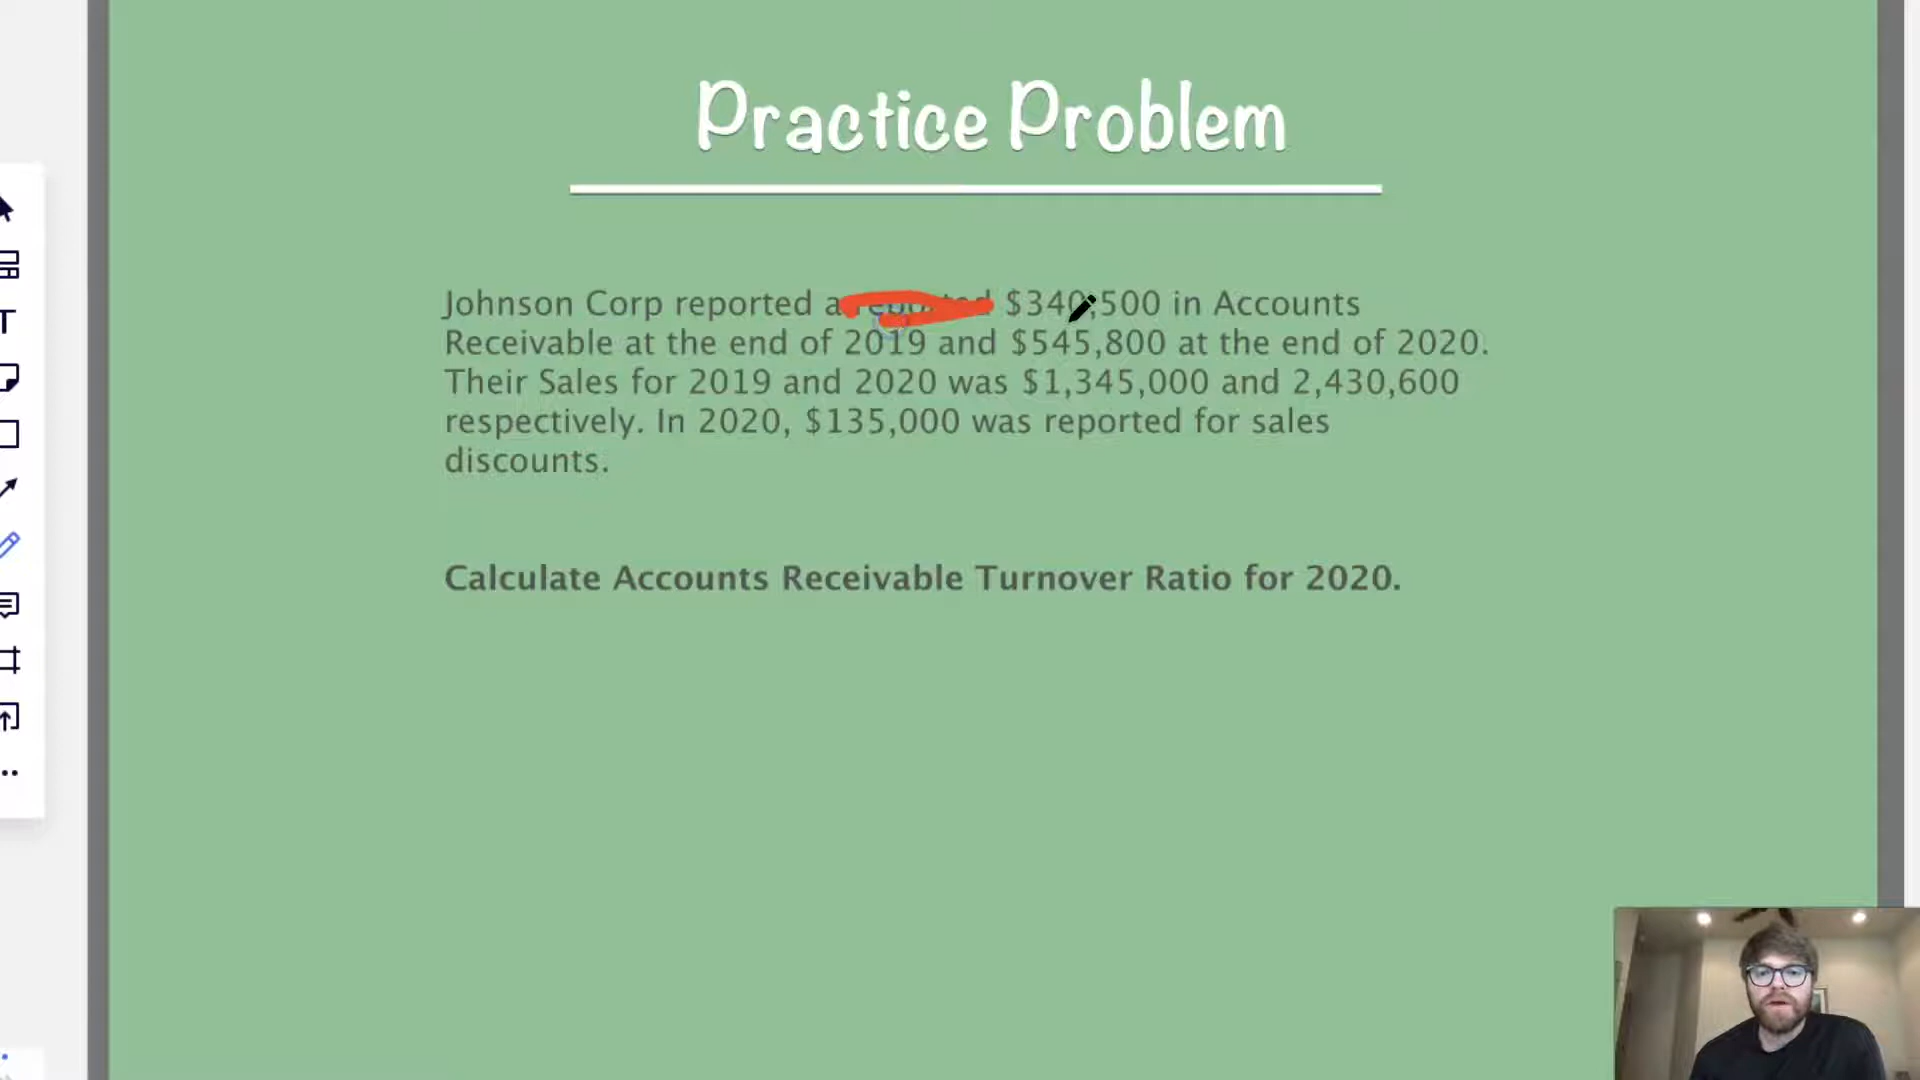 Practice Problem
Johnson Corp reported a reported $340,500 in Accounts
Receivable at the end of 2019 and $545,800 at the end of 2020.
Their Sales for 2019 and 2020 was $1,345,000 and 2,430,600
respectively. In 2020, $135,000 was reported for sales
discounts.
Calculate Accounts Receivable Turnover Ratio for 2020.
T